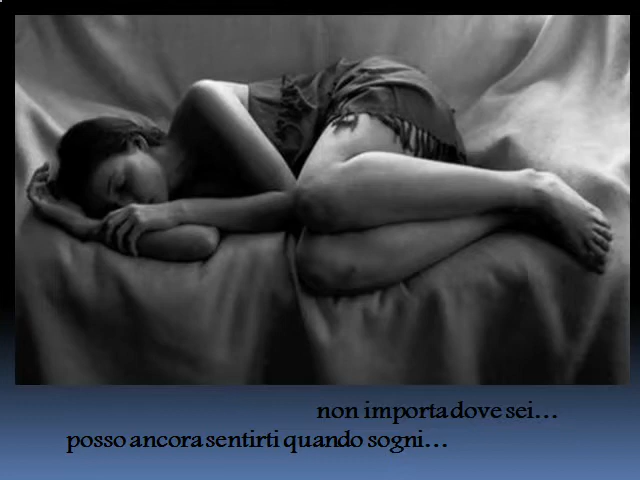 non importa dove sei...
posso ancora sentirti quando sogni...